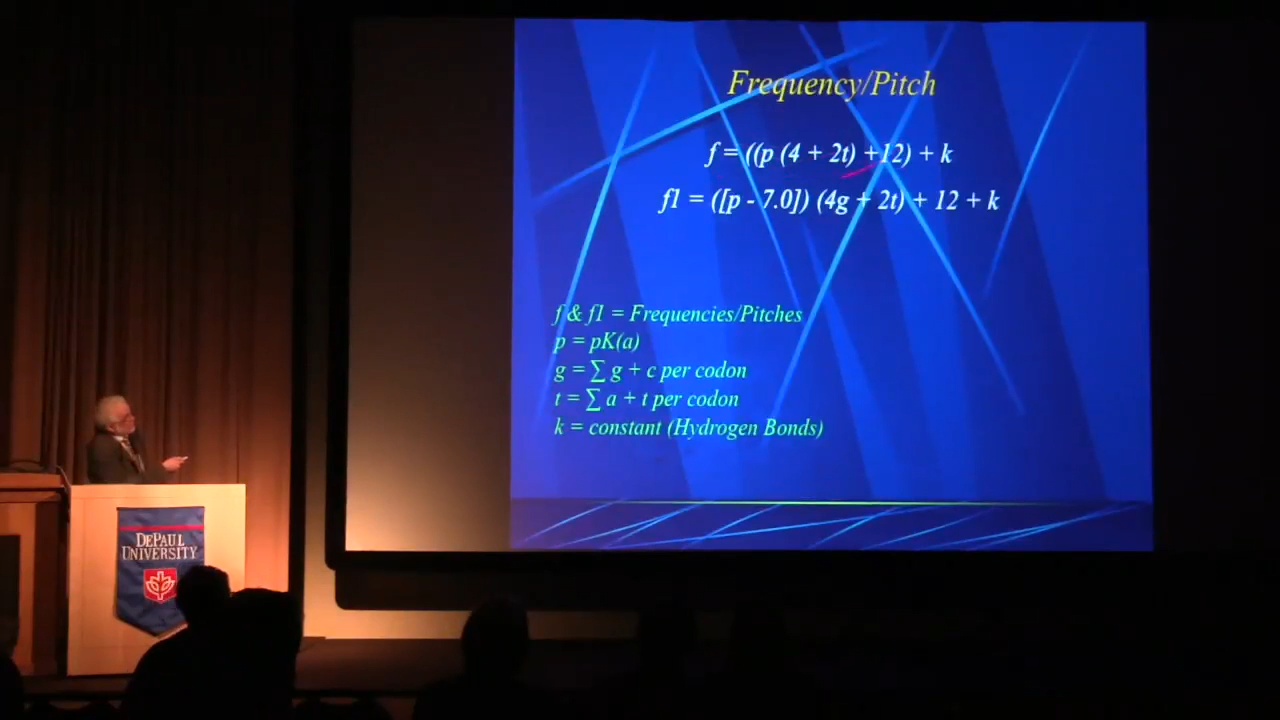 Frequency/Pitch
f = ((p (4 + 2t) +12) + k
f1 = ([p - 7.0]) (4g + 2t) + 12 + k
f & f1 = Frequencies/Pitches
p = pK(a)
g = ∑ g + c per codon
t = ∑ a + t per codon
k = constant (Hydrogen Bonds)
DEPAUL
UNIVERSITY